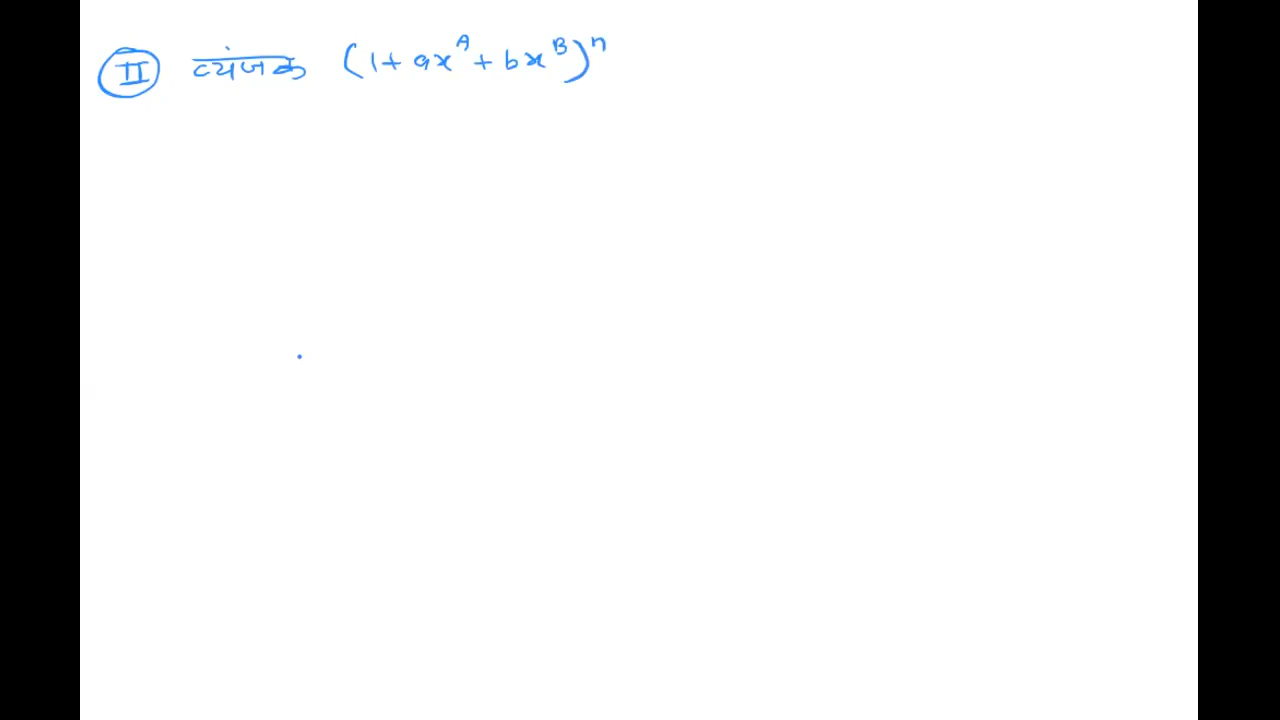 II व्यंजक (1 + ax^A + bx^B)^n